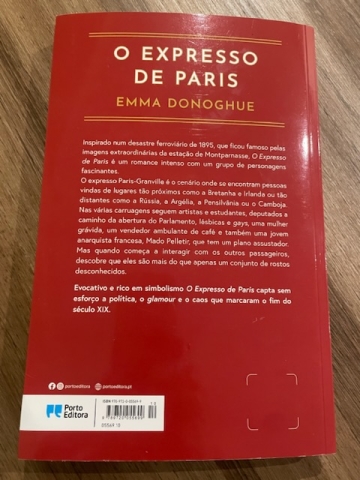 O EXPRESSO
DE PARIS
EMMA DONOGHUE
Inspirado num desastre ferroviário de 1895, que ficou famoso pelas
imagens extraordinárias da estação de Montparnasse, O Expresso
de Paris é um romance intenso com um grupo de personagens
fascinantes.
O expresso Paris-Granville é o cenário onde se encontram pessoas
vindas de lugares tão próximos como a Bretanha e Irlanda ou tão
distantes como a Rússia, a Argélia, a Pensilvânia ou o Camboja.
Nas várias carruagens seguem artistas e estudantes, deputados a
caminho da abertura do Parlamento, lésbicas e gays, uma mulher
grávida, um vendedor ambulante de café e também uma jovem
anarquista francesa, Mado Pelletir, que tem um plano assustador.
Mas quando começa a interagir com os outros passageiros,
descobre que eles são mais do que apenas um conjunto de rostos
desconhecidos.
Evocativo e rico em simbolismo O Expresso de Paris capta sem
esforço a política, o glamour e o caos que marcaram o fim do
século XIX.
portoeditora portoeditora.pt
Porto
Editora